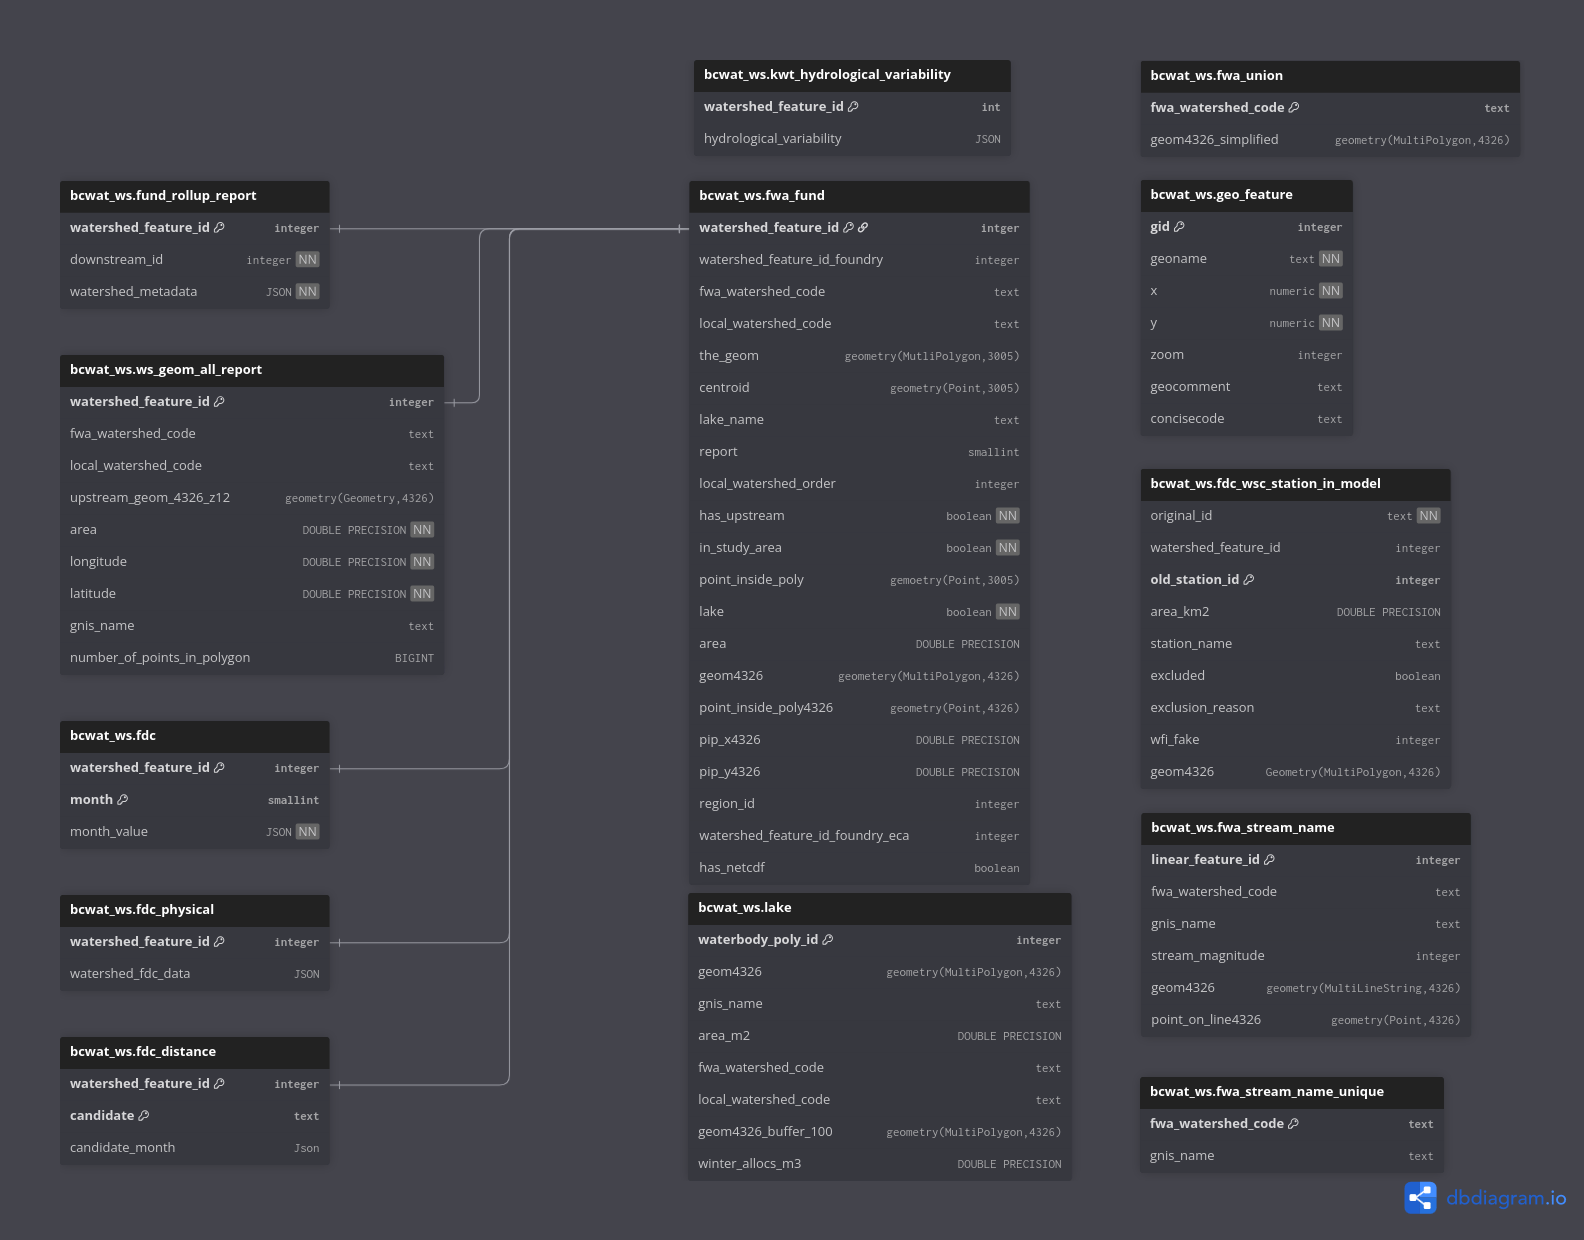 bcwat_ws.kwt_hydrological_variability
watershed_feature_id int
hydrological_variability JSON
bcwat_ws.fwa_union
fwa_watershed_code text
geom4326_simplified geometry(MultiPolygon,4326)
bcwat_ws.fund_rollup_report
watershed_feature_id integer
downstream_id integer NN
watershed_metadata JSON NN
bcwat_ws.ws_geom_all_report
watershed_feature_id integer
fwa_watershed_code text
local_watershed_code text
upstream_geom_4326_z12 geometry(Geometry,4326)
area DOUBLE PRECISION NN
longitude DOUBLE PRECISION NN
latitude DOUBLE PRECISION NN
gnis_name text
number_of_points_in_polygon BIGINT
bcwat_ws.fdc
watershed_feature_id integer
month smallint
month_value JSON NN
bcwat_ws.fdc_physical
watershed_feature_id integer
watershed_fdc_data JSON
bcwat_ws.fdc_distance
watershed_feature_id integer
candidate text
candidate_month Json
bcwat_ws.fwa_fund
watershed_feature_id intger
watershed_feature_id_foundry integer
fwa_watershed_code text
local_watershed_code text
the_geom geometry(MutliPolygon,3005)
centroid geometry(Point,3005)
lake_name text
report smallint
local_watershed_order integer
has_upstream boolean NN
in_study_area boolean NN
point_inside_poly gemoetry(Point,3005)
lake boolean NN
area DOUBLE PRECISION
geom4326 geometery(MultiPolygon,4326)
point_inside_poly4326 geometry(Point,4326)
pip_x4326 DOUBLE PRECISION
pip_y4326 DOUBLE PRECISION
region_id integer
watershed_feature_id_foundry_eca integer
has_netcdf boolean
bcwat_ws.lake
waterbody_poly_id integer
geom4326 geometry(MultiPolygon,4326)
gnis_name text
area_m2 DOUBLE PRECISION
fwa_watershed_code text
local_watershed_code text
geom4326_buffer_100 geometry(MultiPolygon,4326)
winter_allocs_m3 DOUBLE PRECISION
bcwat_ws.geo_feature
gid integer
geoname text NN
x numeric NN
y numeric NN
zoom integer
geocomment text
concisecode text
bcwat_ws.fdc_wsc_station_in_model
original_id text NN
watershed_feature_id integer
old_station_id integer
area_km2 DOUBLE PRECISION
station_name text
excluded boolean
exclusion_reason text
wfi_fake integer
geom4326 Geometry(MultiPolygon,4326)
bcwat_ws.fwa_stream_name
linear_feature_id integer
fwa_watershed_code text
gnis_name text
stream_magnitude integer
geom4326 geometry(MultiLineString,4326)
point_on_line4326 geometry(Point,4326)
bcwat_ws.fwa_stream_name_unique
fwa_watershed_code text
gnis_name text
dbdiagram.io